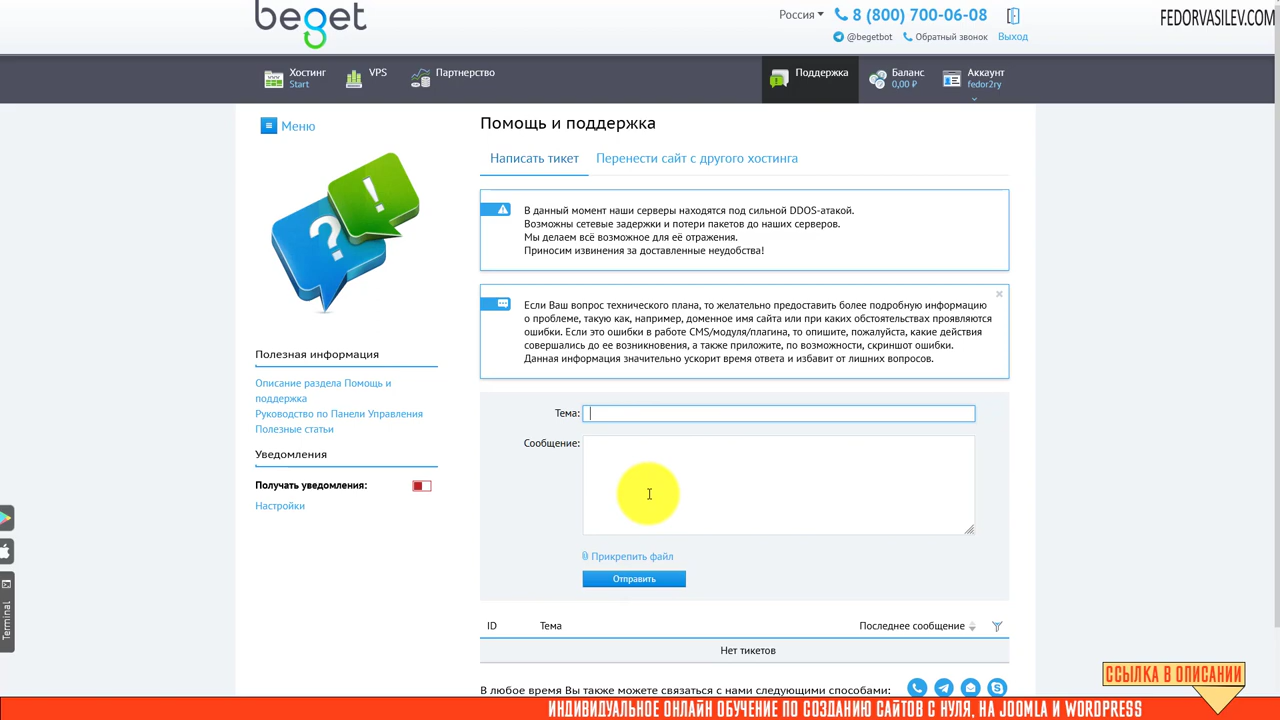 beget
Россия
8 (800) 700-06-08
@begetbot
Обратный звонок
Выход
FEDORVASILEV.COM
Хостинг
Start
VPS
Партнерство
Поддержка
Баланс
0,00 ₽
Аккаунт
fedor2ry
Меню
Помощь и поддержка
Написать тикет
Перенести сайт с другого хостинга
В данный момент наши серверы находятся под сильной DDOS-атакой.
Возможны сетевые задержки и потери пакетов до наших серверов.
Мы делаем всё возможное для её отражения.
Приносим извинения за доставленные неудобства!
Если Ваш вопрос технического плана, то желательно предоставить более подробную информацию
о проблеме, такую как, например, доменное имя сайта или при каких обстоятельствах проявляются
ошибки. Если это ошибки в работе CMS/модуля/плагина, то опишите, пожалуйста, какие действия
совершались до ее возникновения, а также приложите, по возможности, скриншот ошибки.
Данная информация значительно ускорит время ответа и избавит от лишних вопросов.
Полезная информация
Описание раздела Помощь и
поддержка
Руководство по Панели Управления
Полезные статьи
Уведомления
Получать уведомления:
Настройки
Тема:
Сообщение:
Прикрепить файл
Отправить
ID
Тема
Последнее сообщение
Нет тикетов
В любое время Вы также можете связаться с нами следующими способами:
Terminal
ССЫЛКА В ОПИСАНИИ
ИНДИВИДУАЛЬНОЕ ОНЛАЙН ОБУЧЕНИЕ ПО СОЗДАНИЮ САЙТОВ С НУЛЯ, НА JOOMLA И WORDPRESS